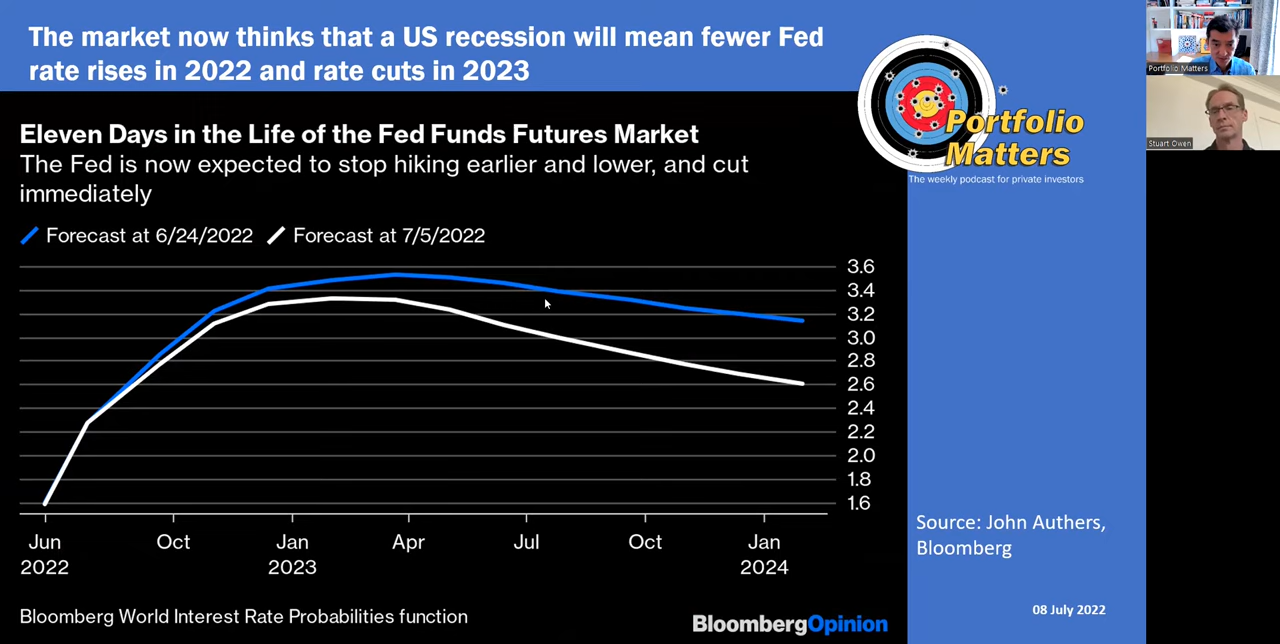 The market now thinks that a US recession will mean fewer Fed
rate rises in 2022 and rate cuts in 2023
Eleven Days in the Life of the Fed Funds Futures Market
The Fed is now expected to stop hiking earlier and lower, and cut
immediately
Forecast at 6/24/2022 Forecast at 7/5/2022
3.6
3.4
3.2
3.0
2.8
2.6
2.4
2.2
2.0
1.8
1.6
Jun Oct Jan Apr Jul Oct Jan
2022 2023 2024
Bloomberg World Interest Rate Probabilities function
BloombergOpinion
Portfolio
Matters
The weekly podcast for private investors
Source: John Authers,
Bloomberg
08 July 2022
Portfolio Matters
Stuart Owen